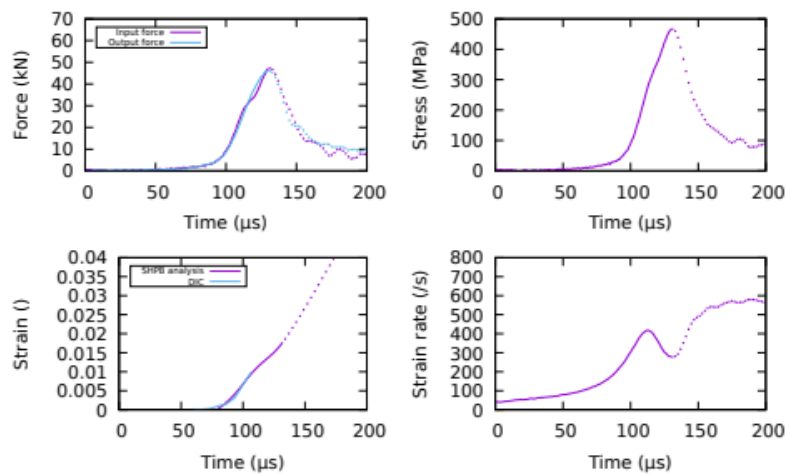 70
60
50
40
30
20
10
0
Force (kN)
Input force
Output force
0 50 100 150 200
Time (μs)
500
400
300
200
100
0
Stress (MPa)
0 50 100 150 200
Time (μs)
0.04
0.035
0.03
0.025
0.02
0.015
0.01
0.005
0
Strain ()
SHPB analysis
DIC
0 50 100 150 200
Time (μs)
800
700
600
500
400
300
200
100
0
Strain rate (/s)
0 50 100 150 200
Time (μs)